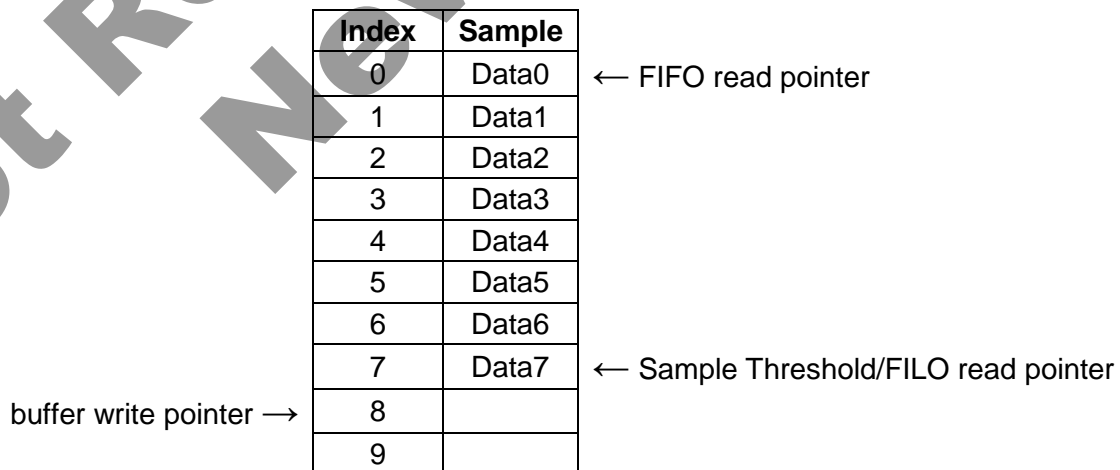 Index Sample
0 Data0 ← FIFO read pointer
1 Data1
2 Data2
3 Data3
4 Data4
5 Data5
6 Data6
7 Data7 ← Sample Threshold/FILO read pointer
buffer write pointer → 8
9